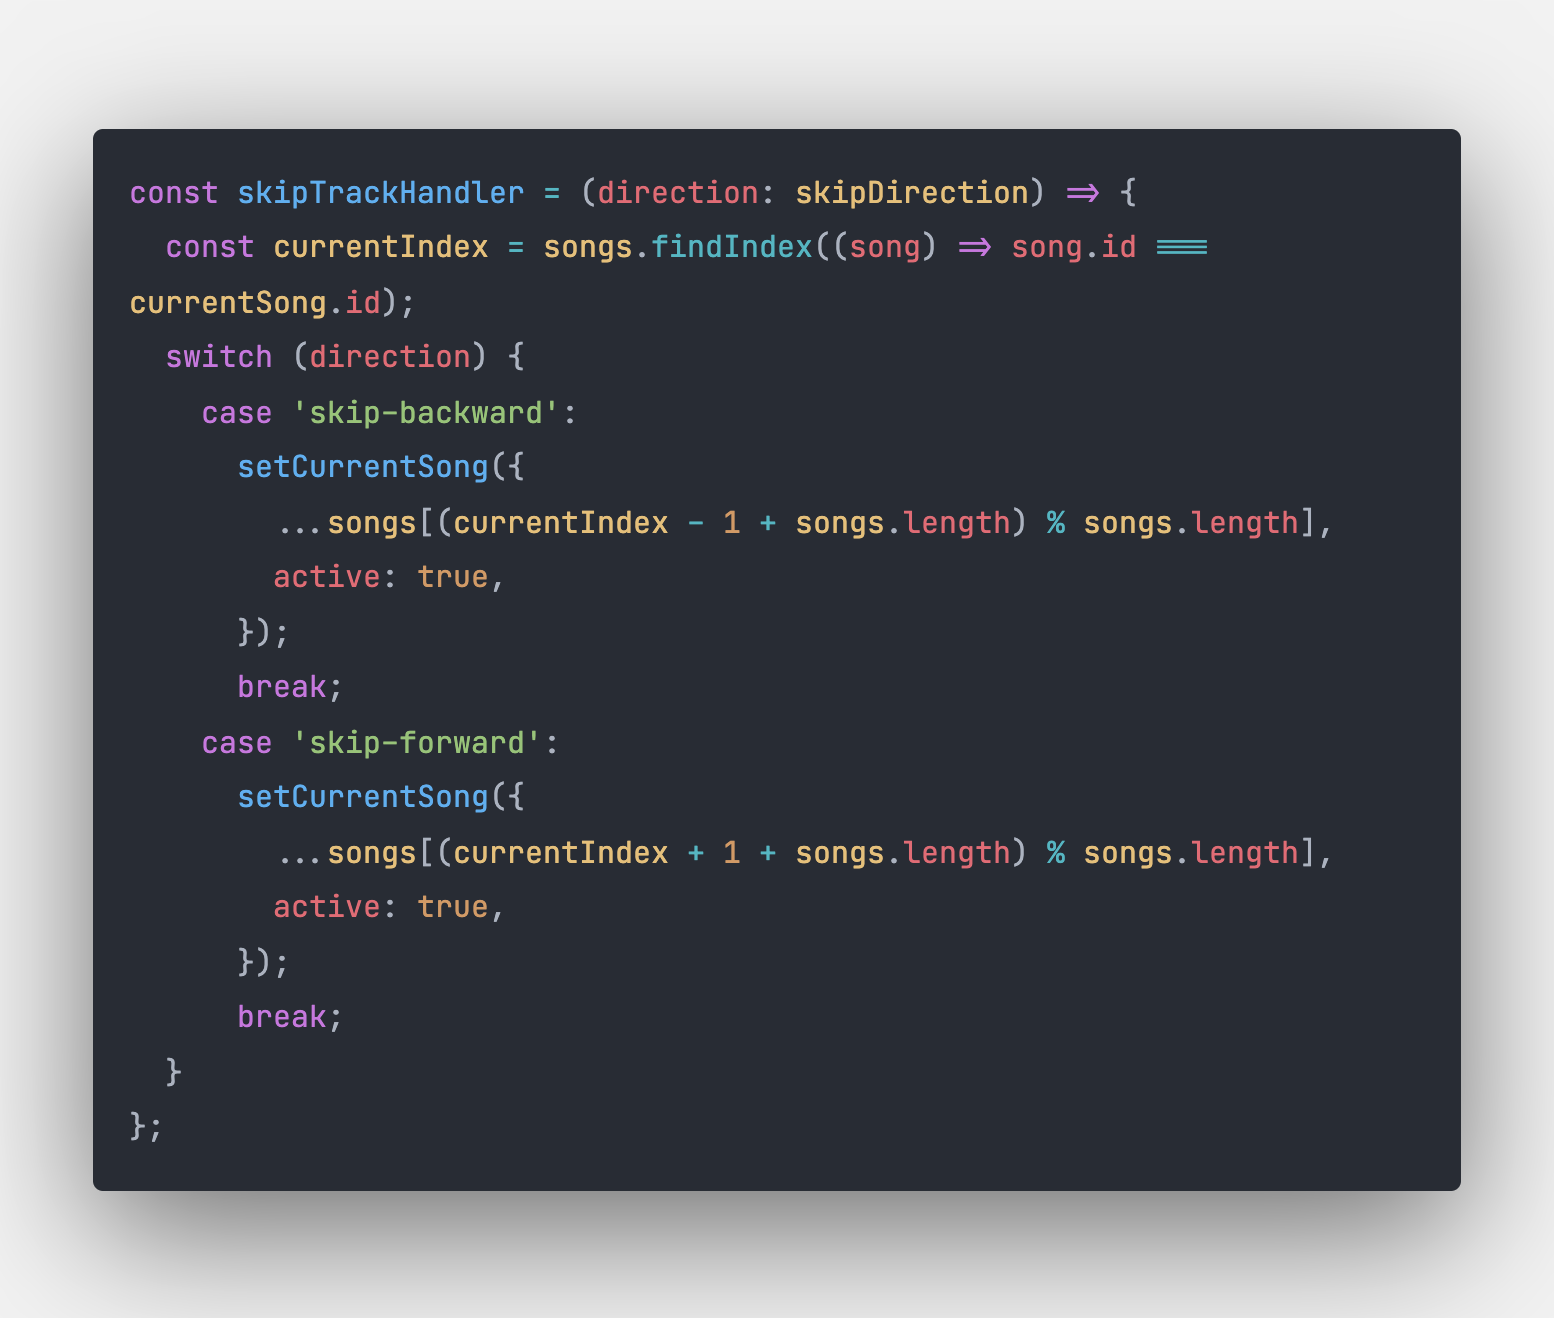 const skipTrackHandler = (direction: skipDirection) => {
  const currentIndex = songs.findIndex((song) => song.id ===
currentSong.id);
  switch (direction) {
    case 'skip-backward':
      setCurrentSong({
        ...songs[(currentIndex - 1 + songs.length) % songs.length],
        active: true,
      });
      break;
    case 'skip-forward':
      setCurrentSong({
        ...songs[(currentIndex + 1 + songs.length) % songs.length],
        active: true,
      });
      break;
  }
};